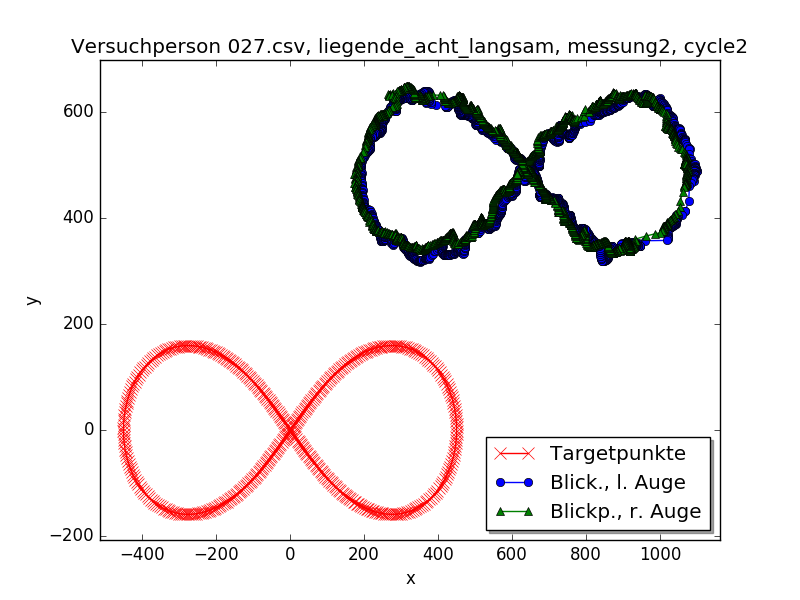 Versuchperson 027.csv, liegende_acht_langsam, messung2, cycle2
600
400
200
0
−200
y
−400
−200
0
200
400
600
800
1000
x
Targetpunkte
Blick., l. Auge
Blickp., r. Auge